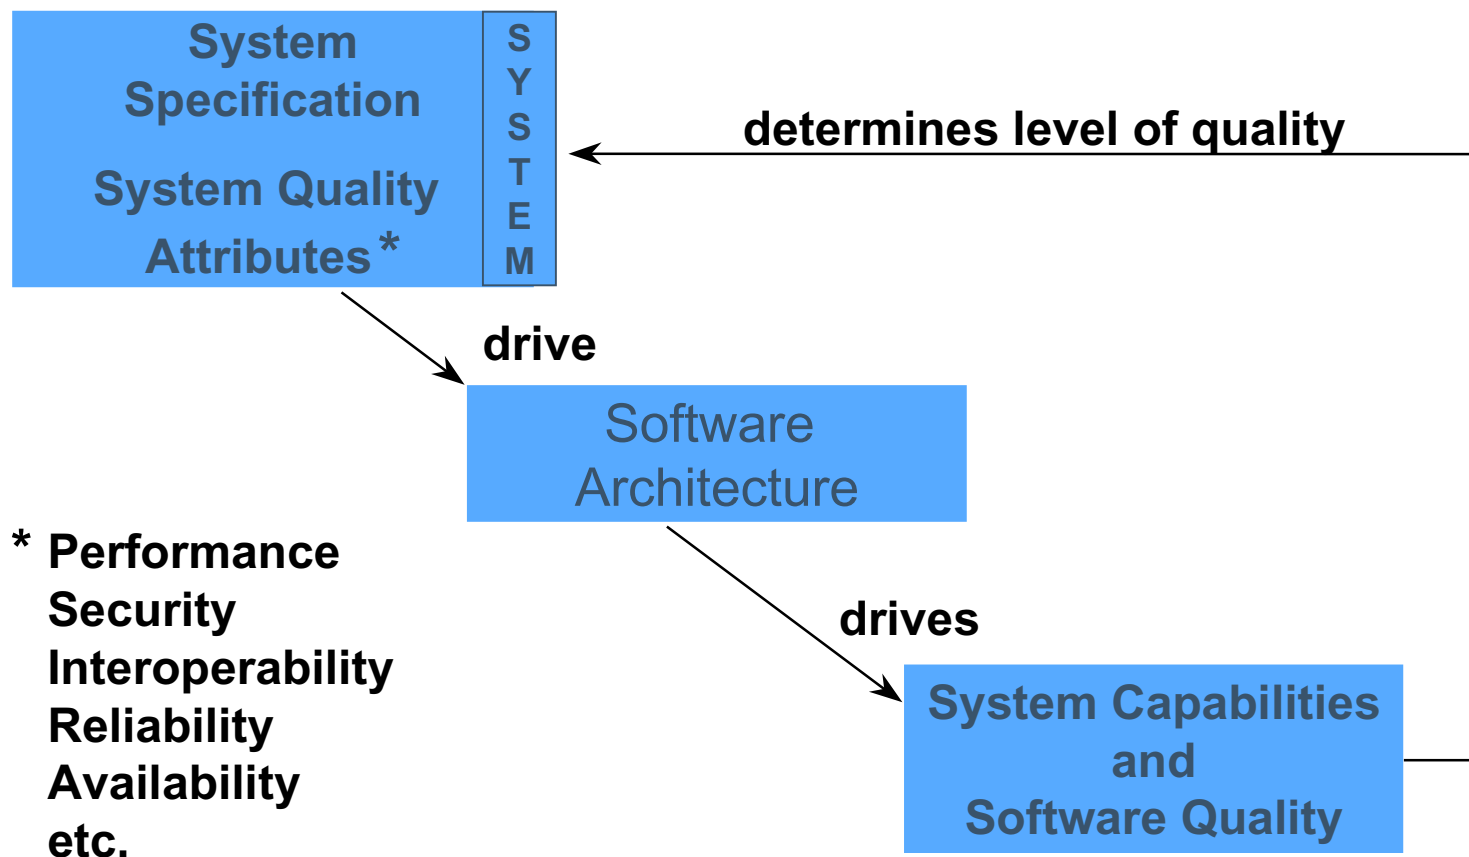 System
Specification
System Quality
Attributes *
S
Y
S
T
E
M
determines level of quality
drive
Software
Architecture
* Performance
Security
Interoperability
Reliability
Availability
etc.
drives
System Capabilities
and
Software Quality